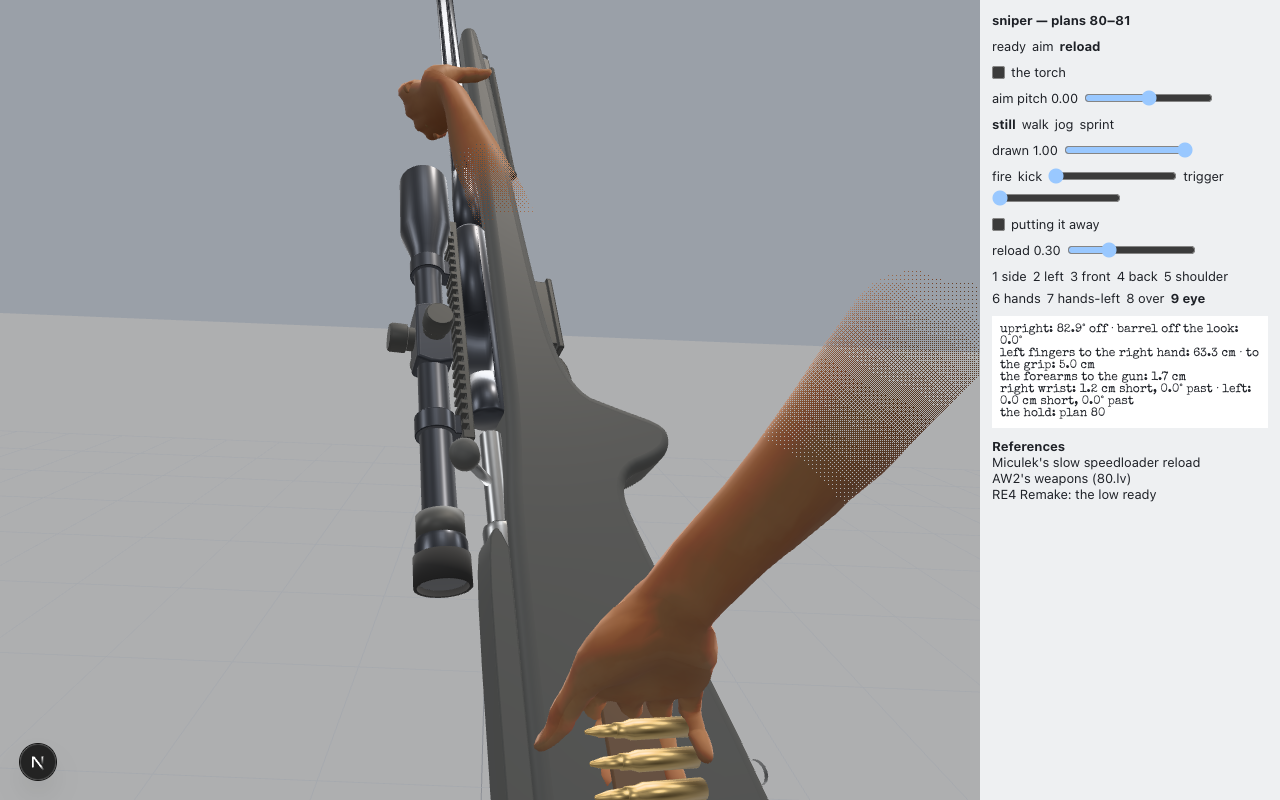 sniper — plans 80–81
ready aim reload
the torch
aim pitch 0.00
still walk jog sprint
drawn 1.00
fire kick trigger
putting it away
reload 0.30
1 side 2 left 3 front 4 back 5 shoulder
6 hands 7 hands-left 8 over 9 eye
upright: 82.9° off · barrel off the look:
0.0°
left fingers to the right hand: 63.3 cm · to
the grip: 5.0 cm
the forearms to the gun: 1.7 cm
right wrist: 1.2 cm short, 0.0° past · left:
0.0 cm short, 0.0° past
the hold: plan 80
References
Miculek's slow speedloader reload
AW2's weapons (80.lv)
RE4 Remake: the low ready
N